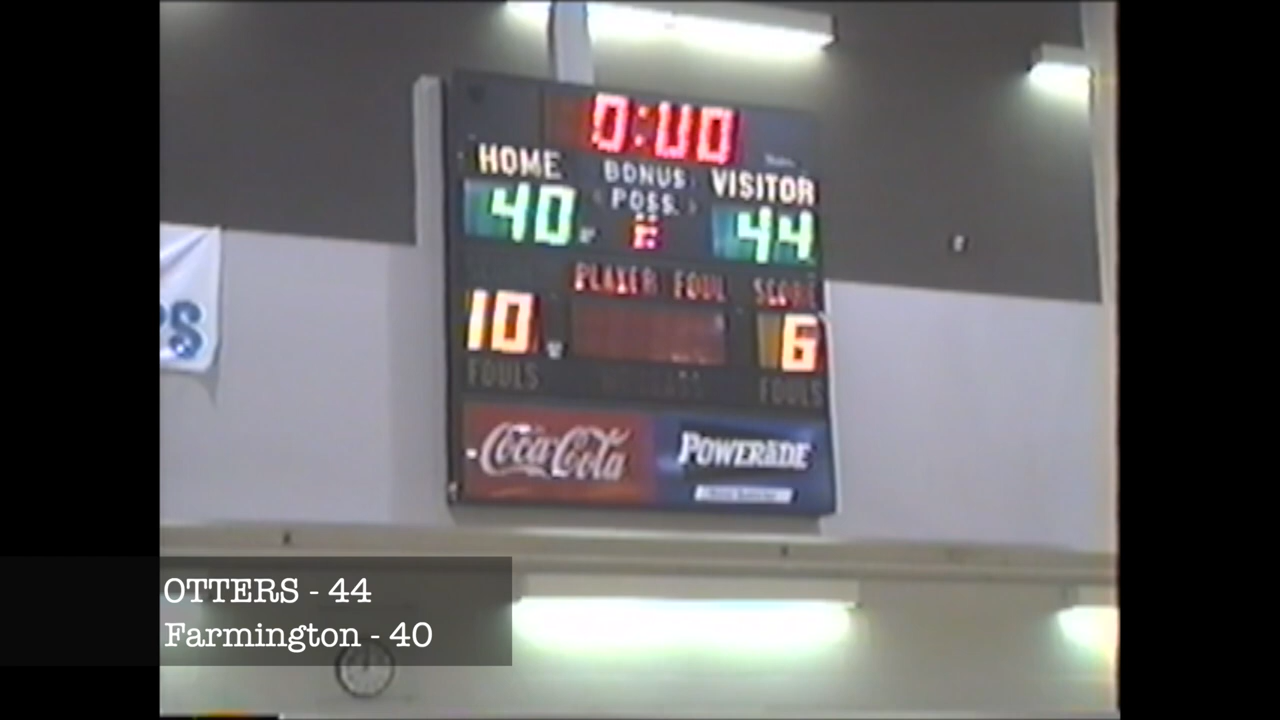 0:00
HOME BONUS VISITOR
POSS.
40 44
PLAYER FOUL SCORE
10 6
FOULS FOULS
Coca-Cola POWERADE
OTTERS - 44
Farmington - 40